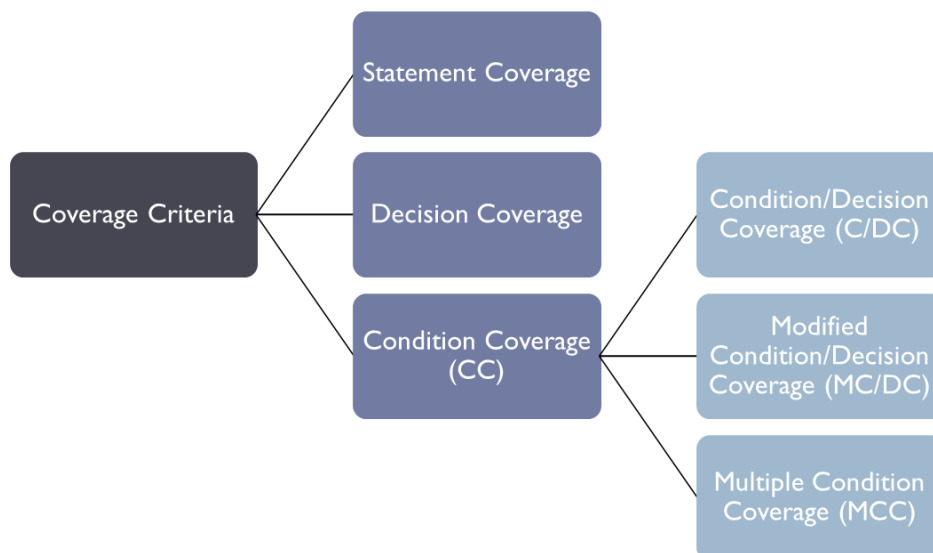 Statement Coverage
Coverage Criteria
Decision Coverage
Condition Coverage
(CC)
Condition/Decision
Coverage (C/DC)
Modified
Condition/Decision
Coverage (MC/DC)
Multiple Condition
Coverage (MCC)